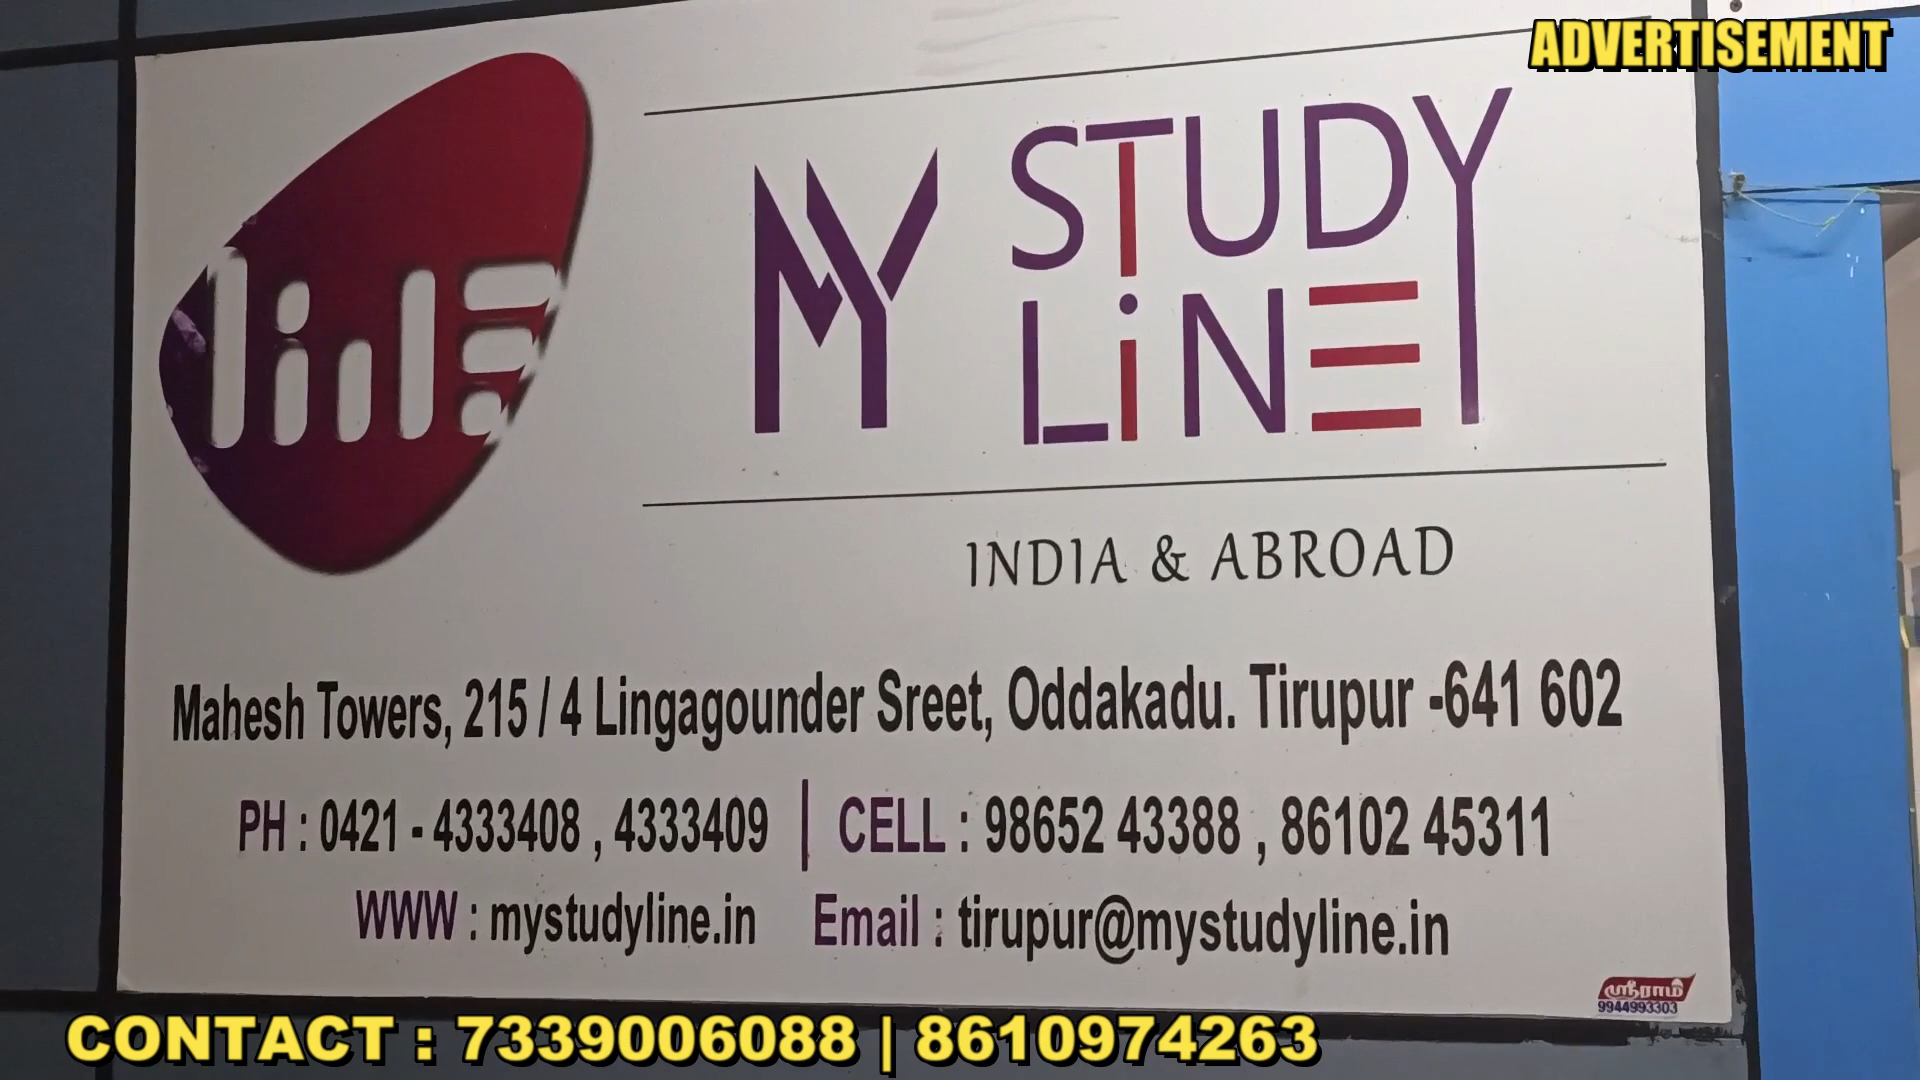 ADVERTISEMENT
line
MY STUDY
LiNE
INDIA & ABROAD
Mahesh Towers, 215 / 4 Lingagounder Sreet, Oddakadu. Tirupur -641 602
PH : 0421 - 4333408 , 4333409 | CELL : 98652 43388 , 86102 45311
WWW : mystudyline.in Email : tirupur@mystudyline.in
ஸ்ரீராம்
9944993303
CONTACT : 7339006088 | 8610974263